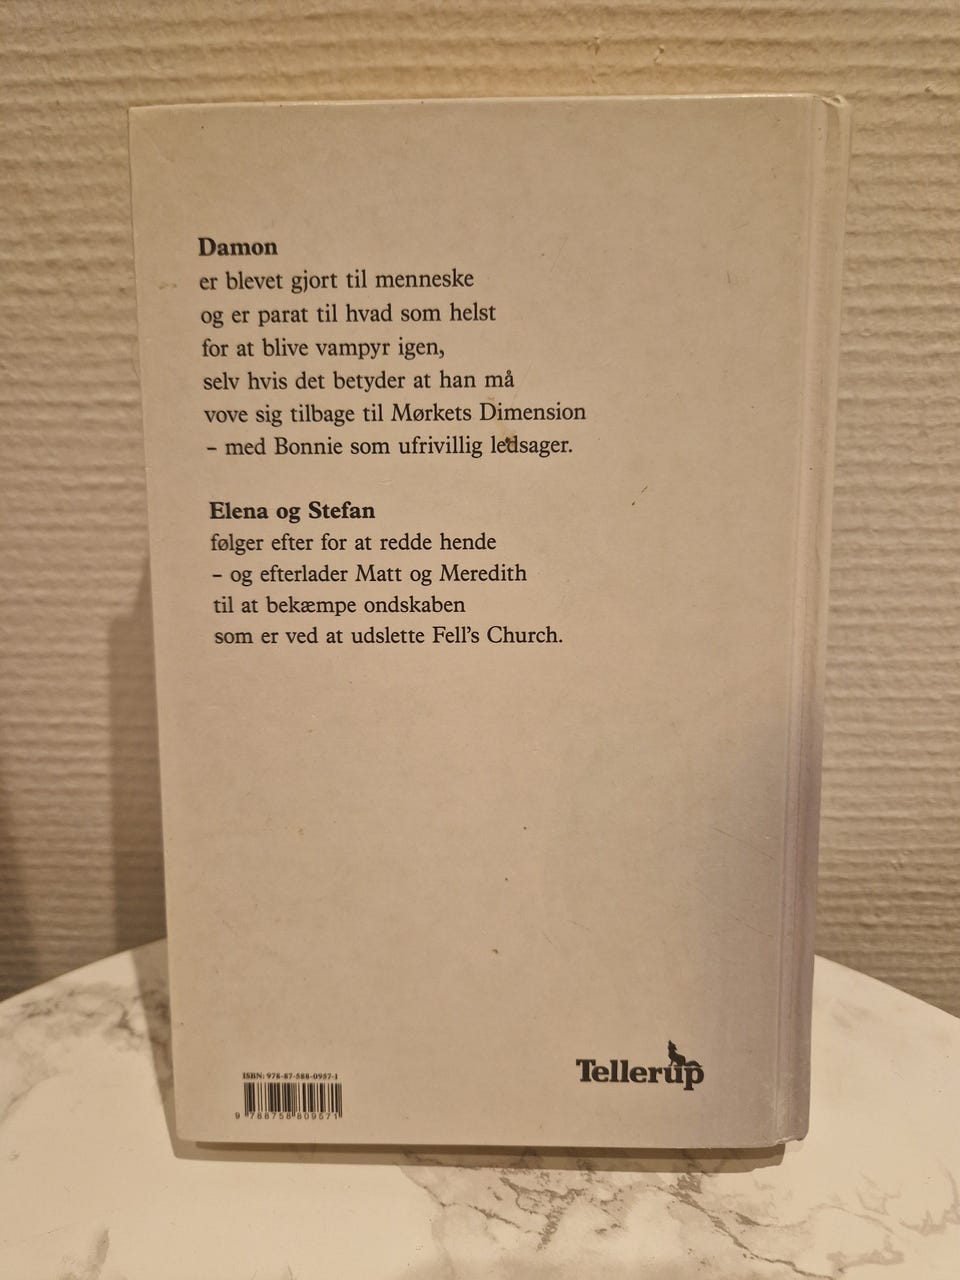 Damon
er blevet gjort til menneske
og er parat til hvad som helst
for at blive vampyr igen,
selv hvis det betyder at han må
vove sig tilbage til Mørkets Dimension
– med Bonnie som ufrivillig ledsager.
Elena og Stefan
følger efter for at redde hende
– og efterlader Matt og Meredith
til at bekæmpe ondskaben
som er ved at udslette Fell's Church.
ISBN: 978-87-588-0957-1
9 788758 809571
Tellerup